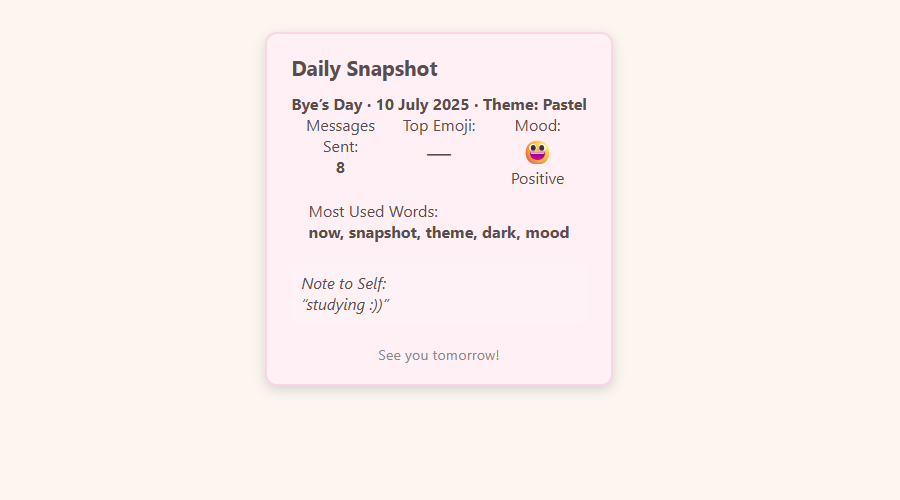 Daily Snapshot
Bye’s Day · 10 July 2025 · Theme: Pastel
Messages Sent:
8
Top Emoji:
—
Mood:
😀
Positive
Most Used Words:
now, snapshot, theme, dark, mood
Note to Self:
“studying :))”
See you tomorrow!